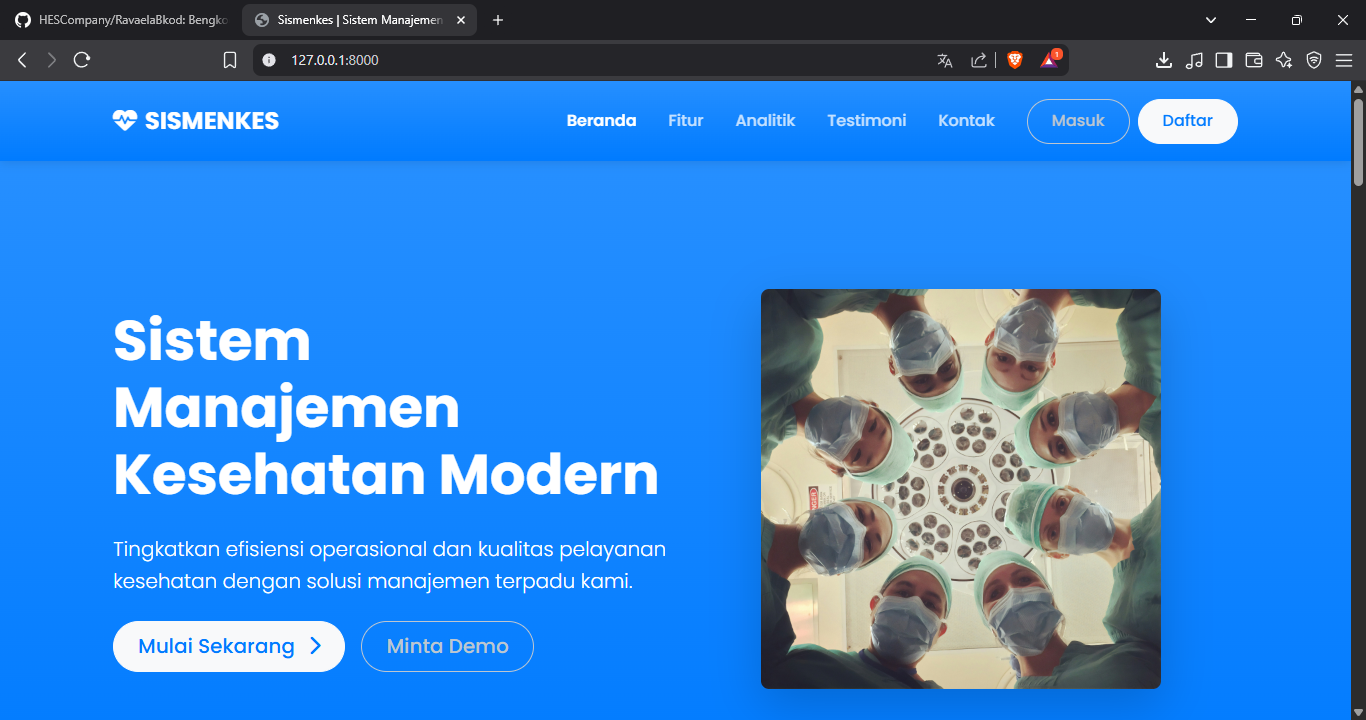 HESCompany/RavaelaBkod: Bengko
Sismenkes | Sistem Manajemen
127.0.0.1:8000
1
SISMENKES
Beranda
Fitur
Analitik
Testimoni
Kontak
Masuk
Daftar
Sistem
Manajemen
Kesehatan Modern
Tingkatkan efisiensi operasional dan kualitas pelayanan
kesehatan dengan solusi manajemen terpadu kami.
Mulai Sekarang
Minta Demo
DANGER